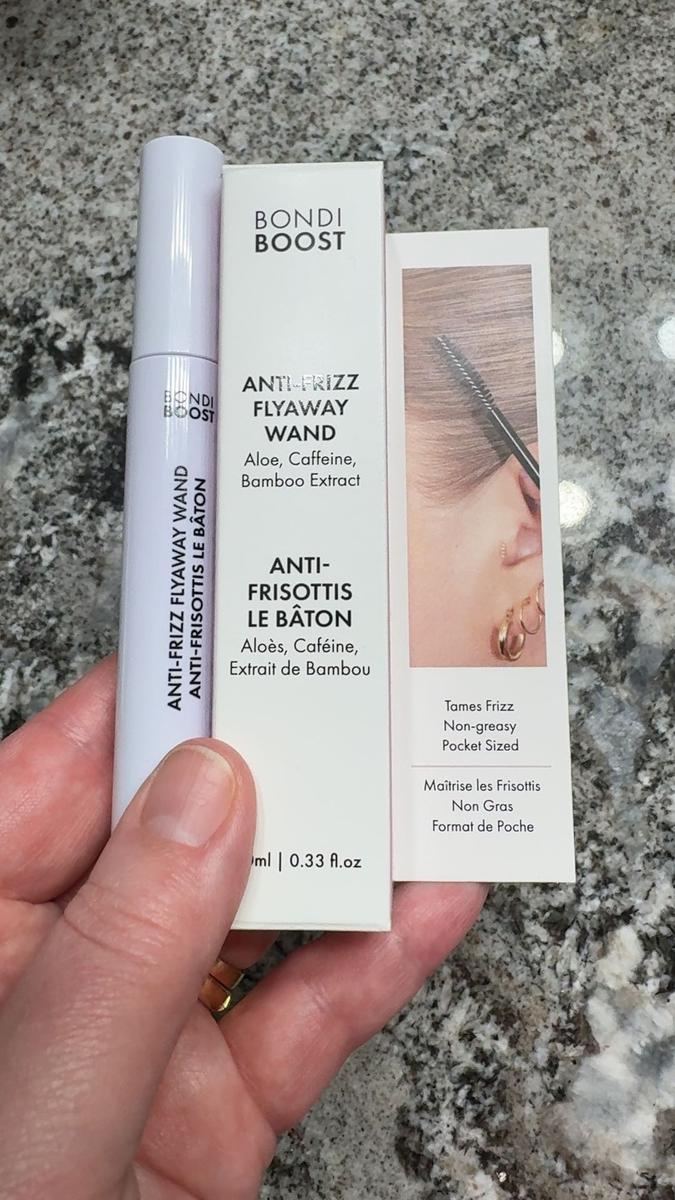 BONDI
BOOST
ANTI-FRIZZ FLYAWAY WAND
ANTI-FRISOTTIS LE BÂTON
BONDI
BOOST
ANTI-FRIZZ
FLYAWAY
WAND
Aloe, Caffeine,
Bamboo Extract
ANTI-
FRISOTTIS
LE BÂTON
Aloès, Caféine,
Extrait de Bambou
ml | 0.33 fl.oz
Tames Frizz
Non-greasy
Pocket Sized
Maîtrise les Frisottis
Non Gras
Format de Poche